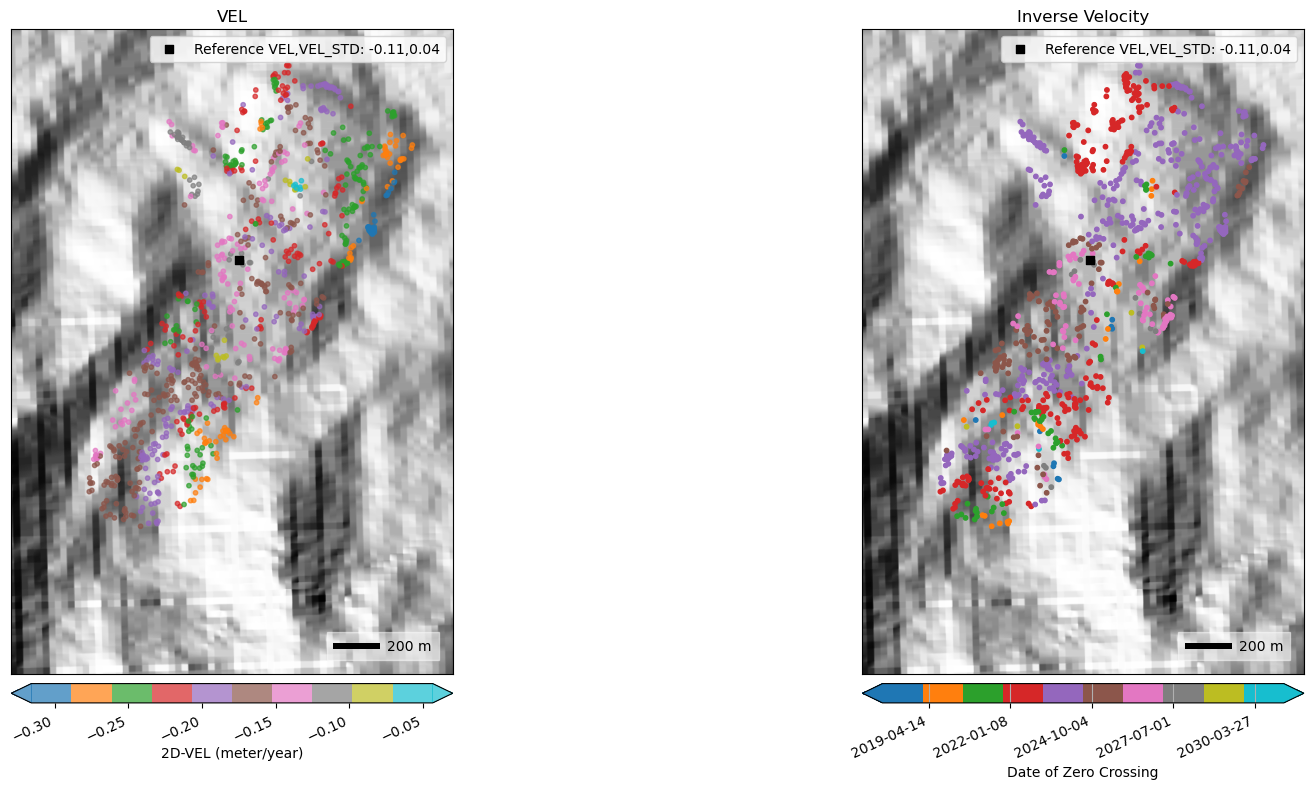 VEL
Reference VEL,VEL_STD: -0.11,0.04
200 m
−0.30
−0.25
−0.20
−0.15
−0.10
−0.05
2D-VEL (meter/year)
Inverse Velocity
Reference VEL,VEL_STD: -0.11,0.04
200 m
2019-04-14
2022-01-08
2024-10-04
2027-07-01
2030-03-27
Date of Zero Crossing